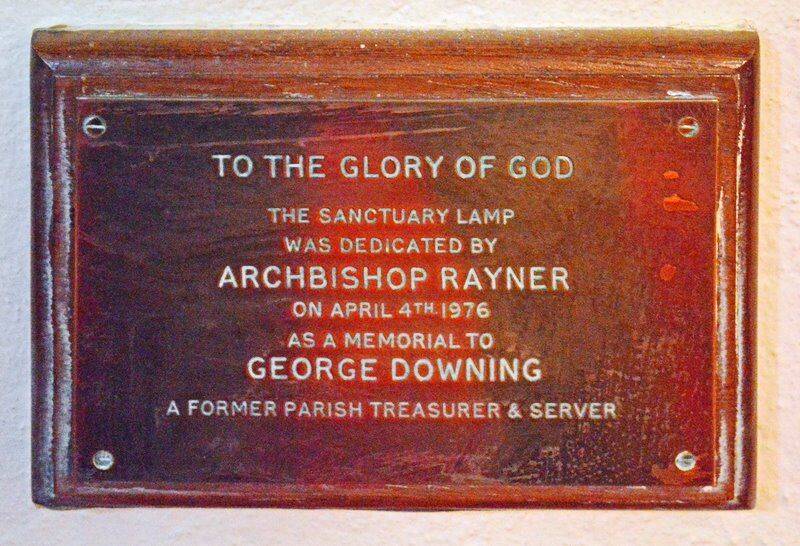 TO THE GLORY OF GOD
THE SANCTUARY LAMP
WAS DEDICATED BY
ARCHBISHOP RAYNER
ON APRIL 4TH 1976
AS A MEMORIAL TO
GEORGE DOWNING
A FORMER PARISH TREASURER & SERVER